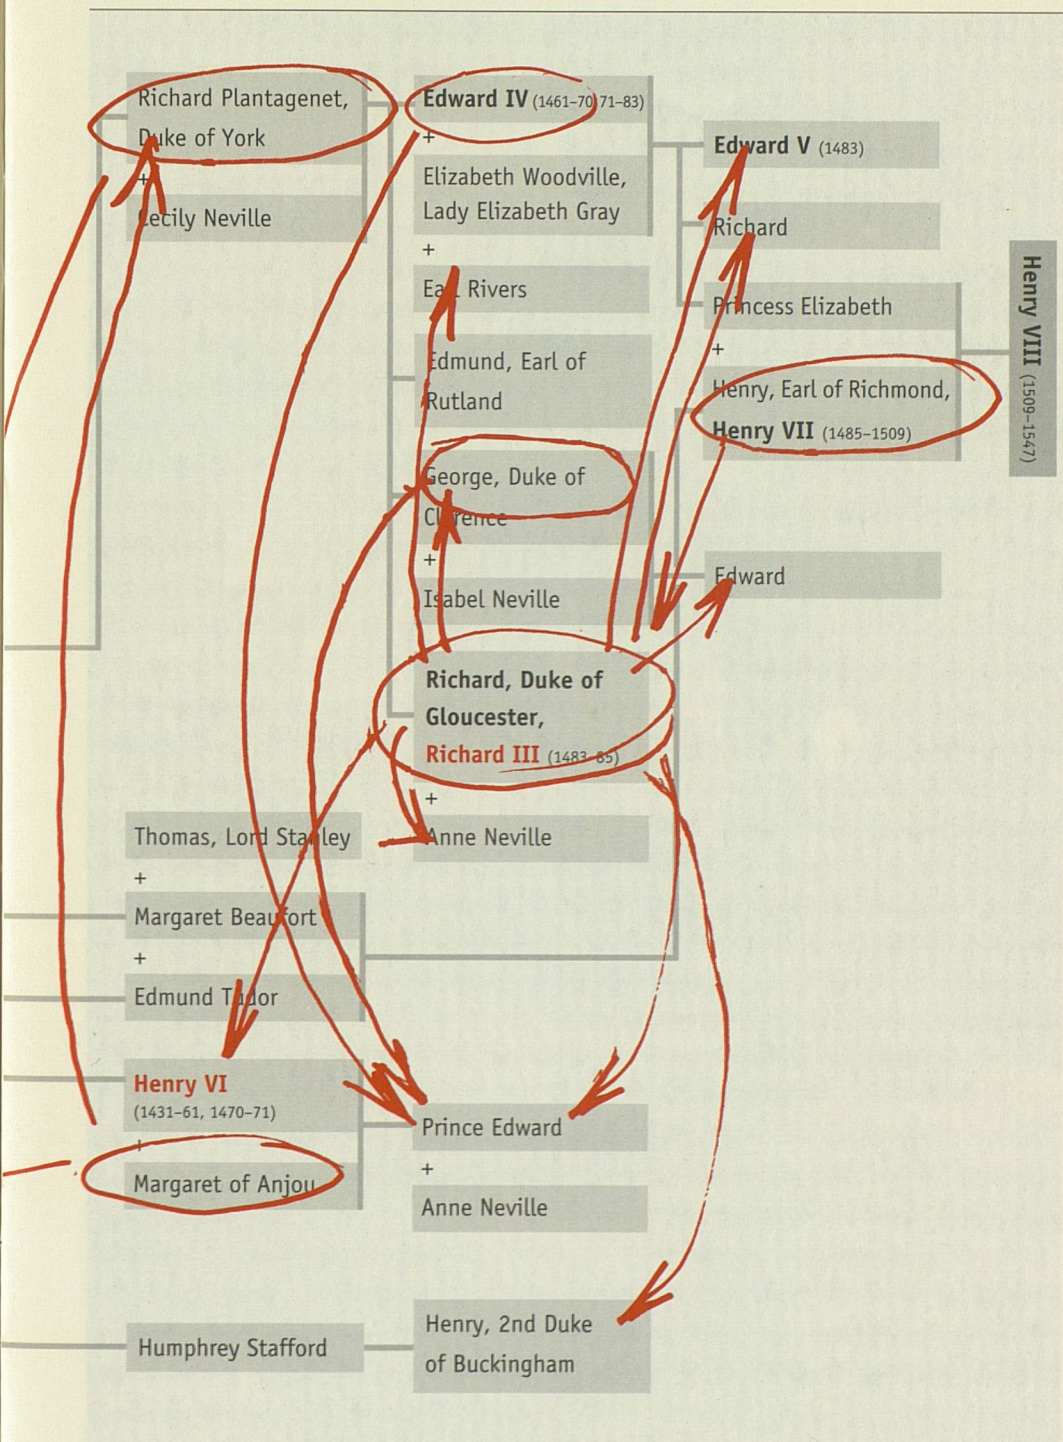 Richard Plantagenet,
Duke of York
+
Cecily Neville
Edward IV (1461–70, 71–83)
+
Elizabeth Woodville,
Lady Elizabeth Gray
+
Earl Rivers
Edmund, Earl of
Rutland
George, Duke of
Clarence
+
Isabel Neville
Richard, Duke of
Gloucester,
Richard III (1483–85)
+
Anne Neville
Edward V (1483)
Richard
Princess Elizabeth
+
Henry, Earl of Richmond,
Henry VII (1485–1509)
Edward
Henry VIII (1509–1547)
Thomas, Lord Stanley
+
Margaret Beaufort
+
Edmund Tudor
Henry VI
(1431–61, 1470–71)
+
Margaret of Anjou
Prince Edward
+
Anne Neville
Humphrey Stafford
Henry, 2nd Duke
of Buckingham